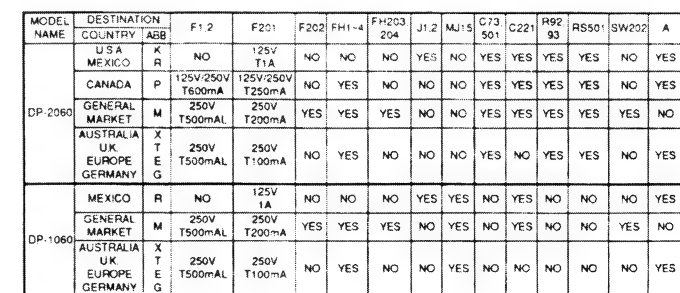 MODEL NAME DESTINATION F1,2 F201 F202 FH1~4 FH203 204 J1,2 MJ15 C73, 501 C221 R92 93 RS501 SW202 A
COUNTRY ABB
DP-2060
USA K NO 125V NO NO NO YES NO YES YES YES YES NO YES
MEXICO R T1A
CANADA P 125V/250V T600mA 125V/250V T250mA NO YES NO NO NO YES YES YES YES NO YES
GENERAL MARKET M 250V T500mAL 250V T200mA YES YES YES NO NO YES YES YES YES YES NO
AUSTRALIA X
U.K. T 250V 250V
EUROPE E T500mAL T100mA NO YES NO NO NO YES NO YES YES NO YES
GERMANY G
DP-1060
MEXICO R NO 125V 1A NO NO NO YES YES NO YES NO NO NO YES
GENERAL MARKET M 250V T500mAL 250V T200mA YES YES YES NO YES NO YES NO NO YES NO
AUSTRALIA X
U.K. T 250V 250V
EUROPE E T500mAL T100mA NO YES NO NO YES NO NO NO NO NO YES
GERMANY G